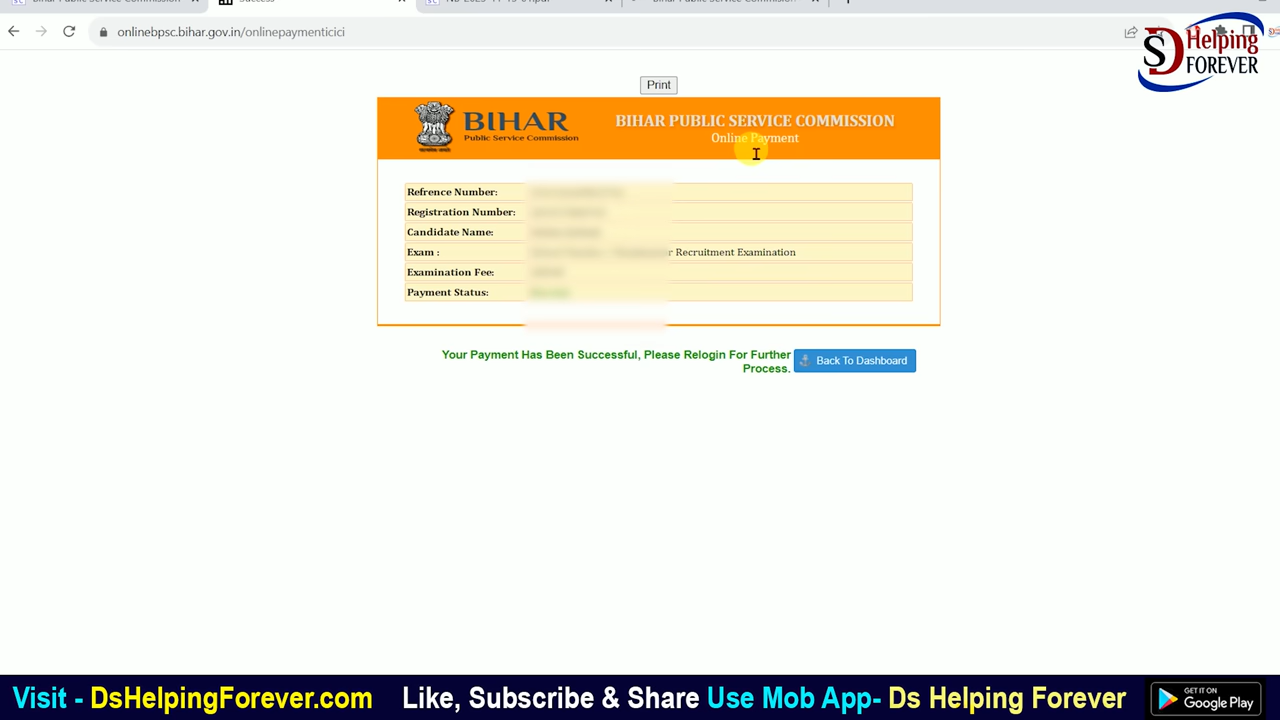 onlinebpsc.bihar.gov.in/onlinepaymenticici
SD Helping
FOREVER
Print
BIHAR
Public Service Commission
BIHAR PUBLIC SERVICE COMMISSION
Online Payment
Refrence Number:
Registration Number:
Candidate Name:
Exam : r Recruitment Examination
Examination Fee:
Payment Status:
Your Payment Has Been Successful, Please Relogin For Further
Process.
Back To Dashboard
Visit - DsHelpingForever.com Like, Subscribe & Share Use Mob App- Ds Helping Forever
GET IT ON
Google Play